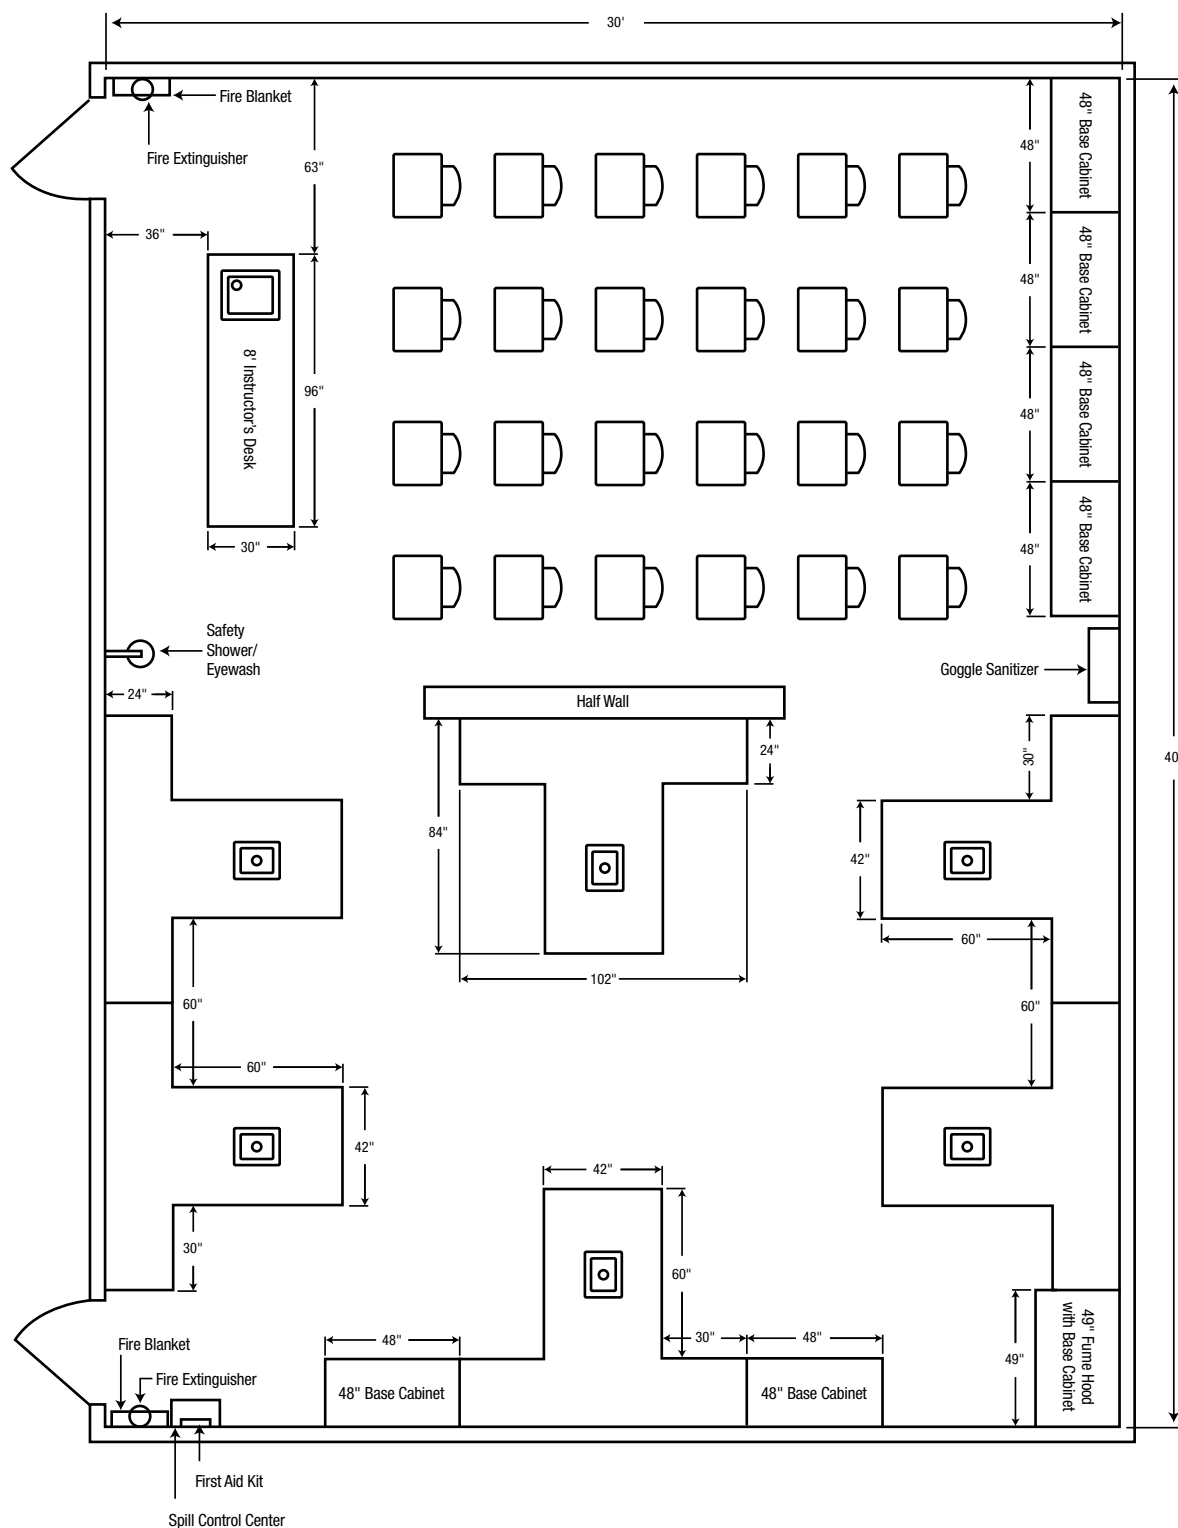 30'
Fire Blanket
Fire Extinguisher
63"
48"
48" Base Cabinet
36"
48"
48" Base Cabinet
8' Instructor's Desk
96"
48"
48" Base Cabinet
30"
48"
48" Base Cabinet
Safety
Shower/
Eyewash
Goggle Sanitizer
24"
Half Wall
24"
30"
40
84"
42"
60"
102"
60"
60"
60"
42"
42"
30"
60"
Fire Blanket
Fire Extinguisher
48"
30"
48"
49"
49" Fume Hood
with Base Cabinet
48" Base Cabinet
48" Base Cabinet
First Aid Kit
Spill Control Center